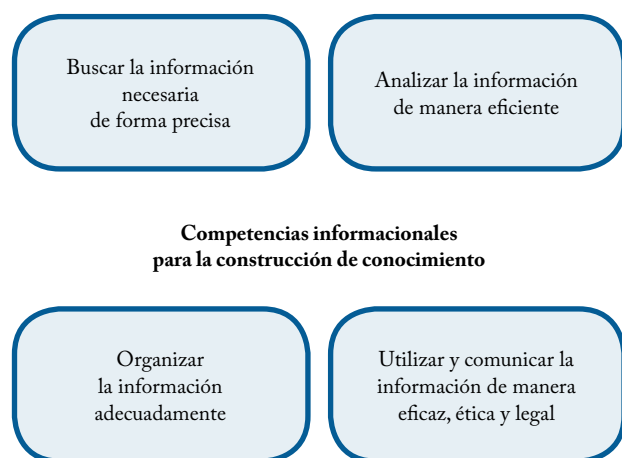 Buscar la información
necesaria
de forma precisa
Analizar la información
de manera eficiente
Competencias informacionales
para la construcción de conocimiento
Organizar
la información
adecuadamente
Utilizar y comunicar la
información de manera
eficaz, ética y legal